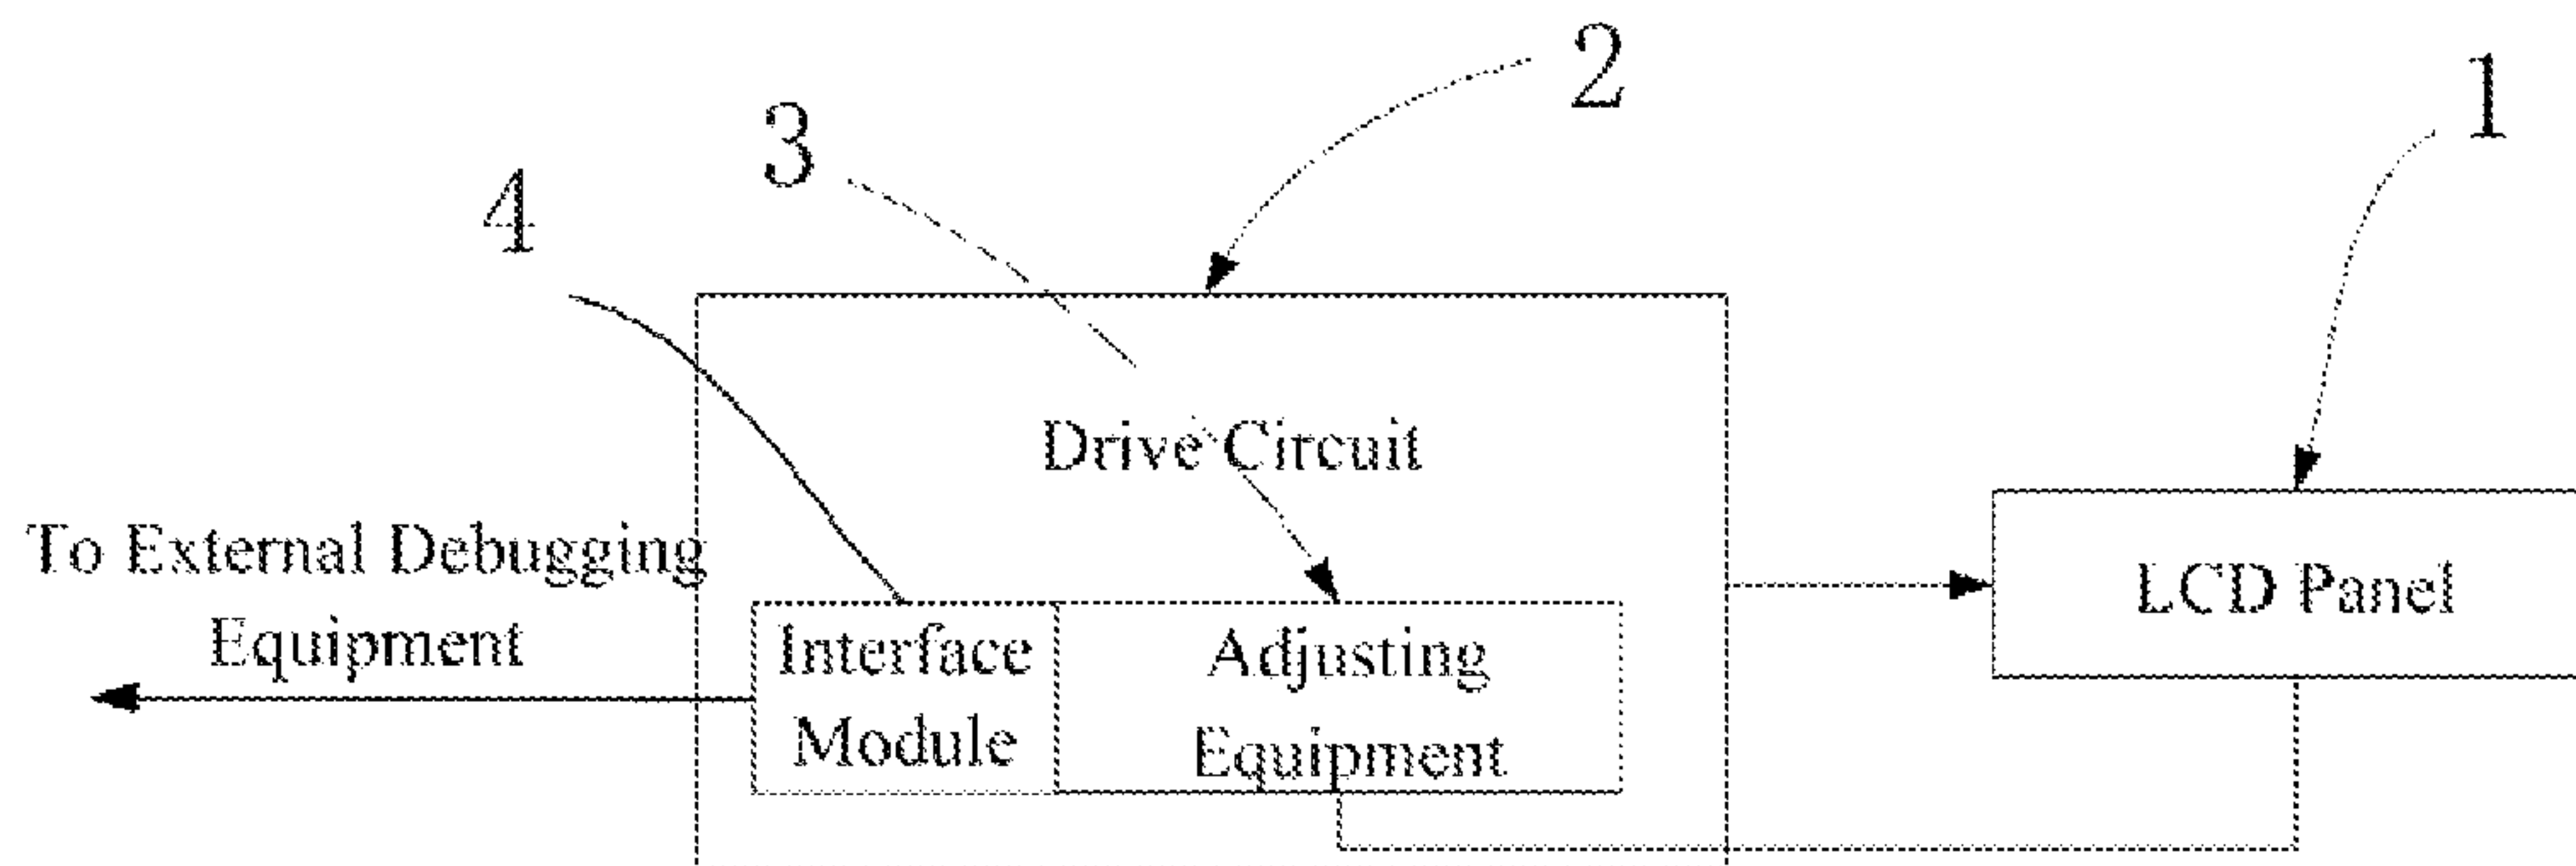 2
1
3
4
Drive Circuit
To External Debugging
Equipment
LCD Panel
Interface
Module
Adjusting
Equipment